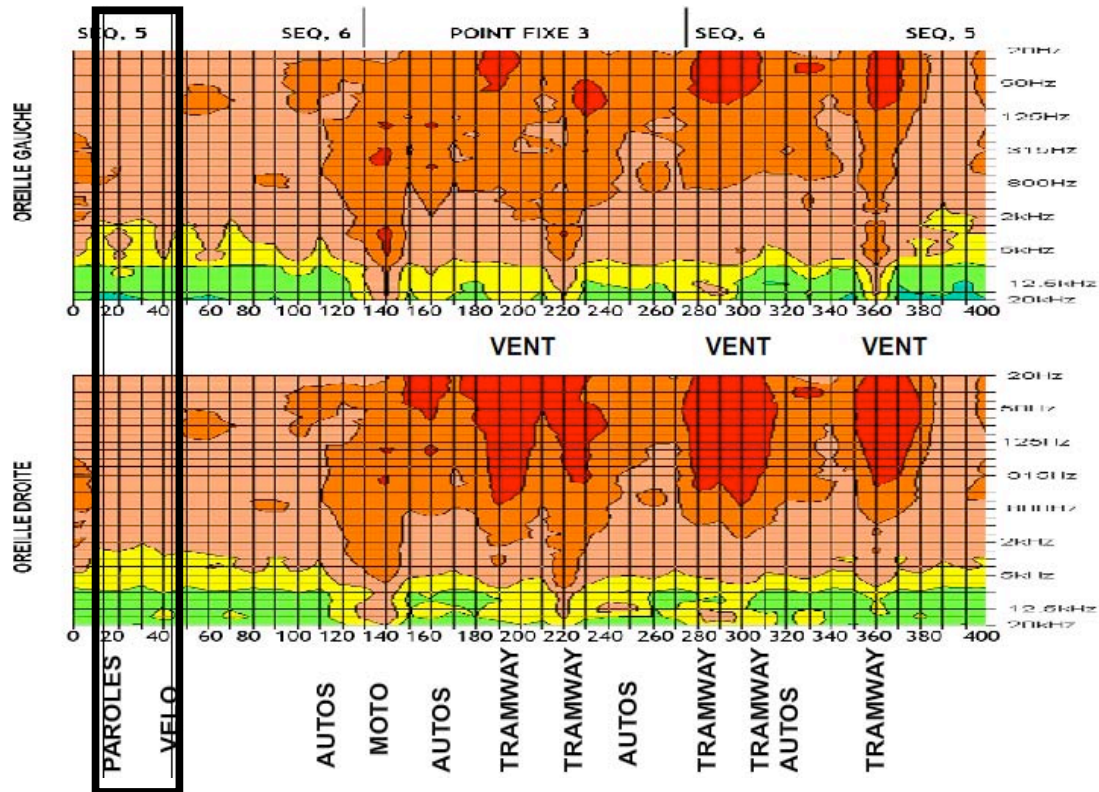 SEQ, 5 SEQ, 6 POINT FIXE 3 SEQ, 6 SEQ, 5
OREILLE GAUCHE
20Hz
50Hz
125Hz
315Hz
800Hz
2kHz
5kHz
12.5kHz
20kHz
0 20 40 60 80 100 120 140 160 180 200 220 240 260 280 300 320 340 360 400
VENT VENT VENT
OREILLE DROITE
20Hz
50Hz
125Hz
315Hz
800Hz
2kHz
5kHz
12.5kHz
20kHz
0 20 40 60 80 100 120 140 160 180 200 220 240 260 280 300 320 340 360 400
PAROLES
VELO
AUTOS
MOTO
AUTOS
TRAMWAY
TRAMWAY
AUTOS
TRAMWAY
TRAMWAY
AUTOS
TRAMWAY